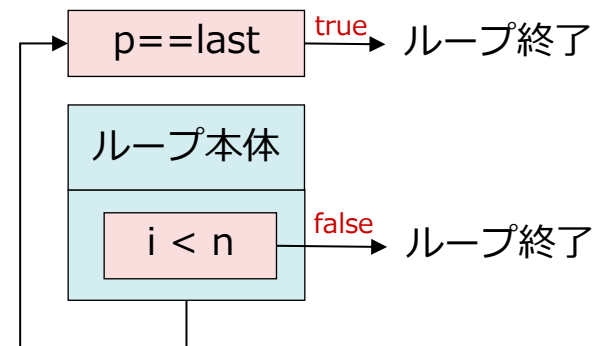 p==last
true
ループ終了
ループ本体
i < n
false
ループ終了